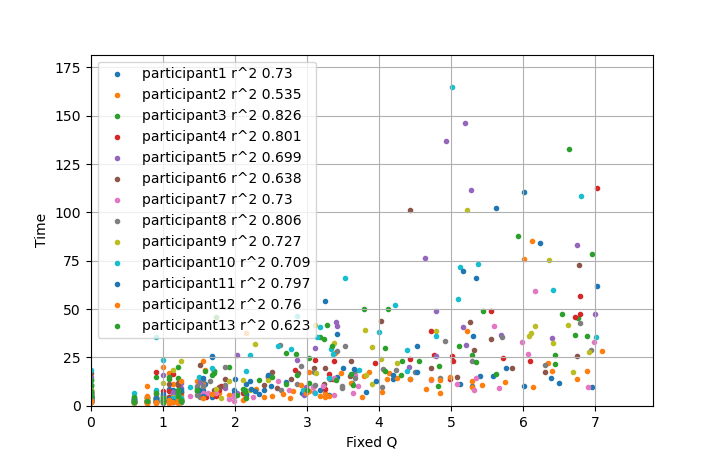 175
150
125
100
75
50
25
0
Time
participant1 r^2 0.73
participant2 r^2 0.535
participant3 r^2 0.826
participant4 r^2 0.801
participant5 r^2 0.699
participant6 r^2 0.638
participant7 r^2 0.73
participant8 r^2 0.806
participant9 r^2 0.727
participant10 r^2 0.709
participant11 r^2 0.797
participant12 r^2 0.76
participant13 r^2 0.623
0 1 2 3 4 5 6 7
Fixed Q